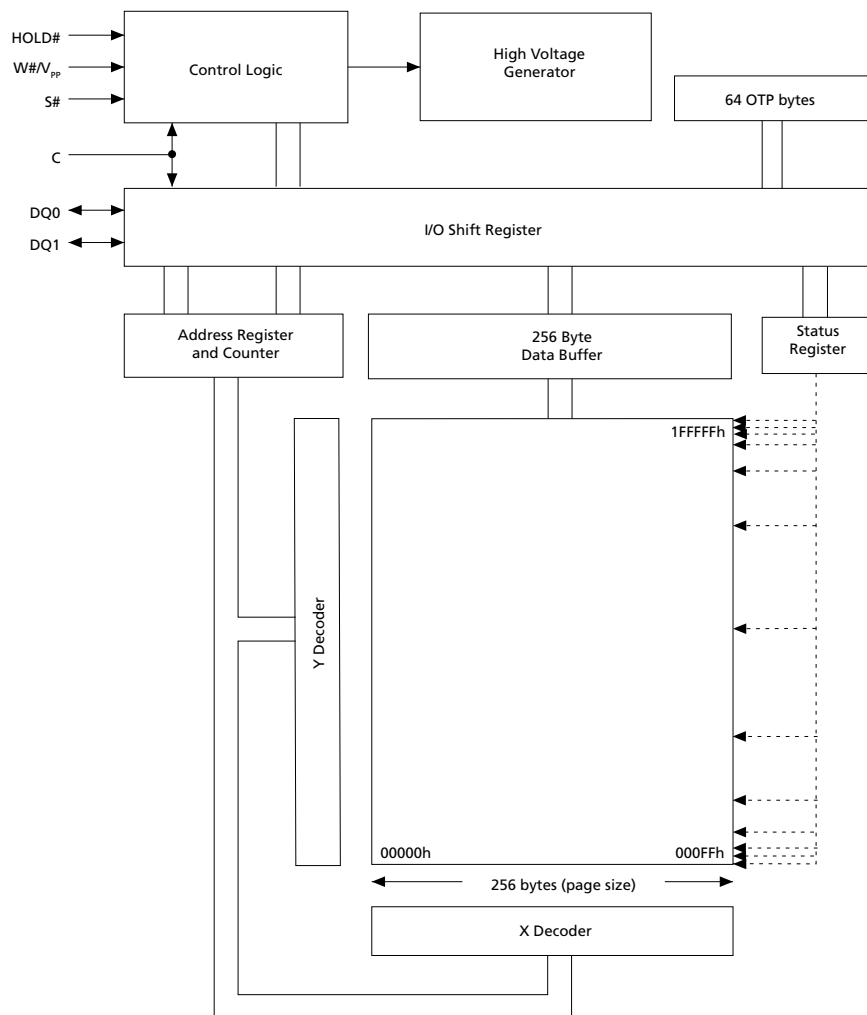 HOLD#
W#/VPP
S#
C
DQ0
DQ1
Control Logic
High Voltage
Generator
64 OTP bytes
I/O Shift Register
Address Register
and Counter
256 Byte
Data Buffer
Status
Register
1FFFFFh
Y Decoder
00000h
000FFh
256 bytes (page size)
X Decoder